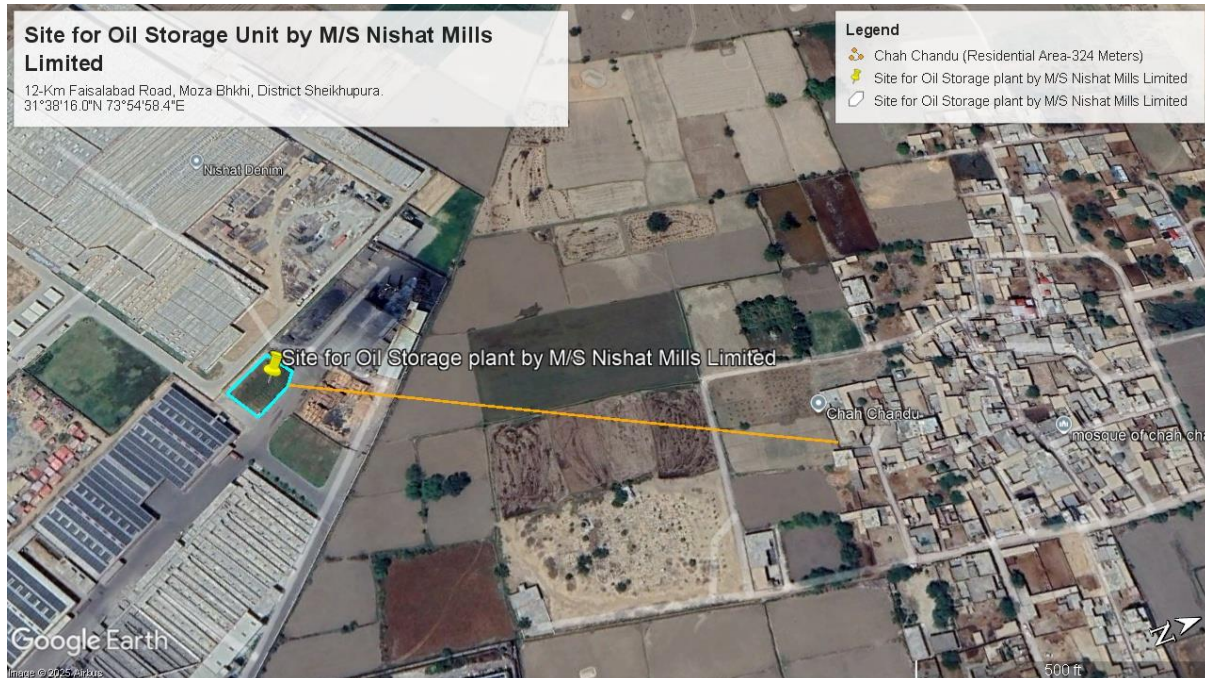 Site for Oil Storage Unit by M/S Nishat Mills
Limited
12-Km Faisalabad Road, Moza Bhkhi, District Sheikhupura.
31°38'16.0"N 73°54'58.4"E
Legend
Chah Chandu (Residential Area-324 Meters)
Site for Oil Storage plant by M/S Nishat Mills Limited
Site for Oil Storage plant by M/S Nishat Mills Limited
Nishat Denim
Site for Oil Storage plant by M/S Nishat Mills Limited
Chah Chandu
mosque of chah cha
Google Earth
Image © 2025 Airbus
500 ft
N